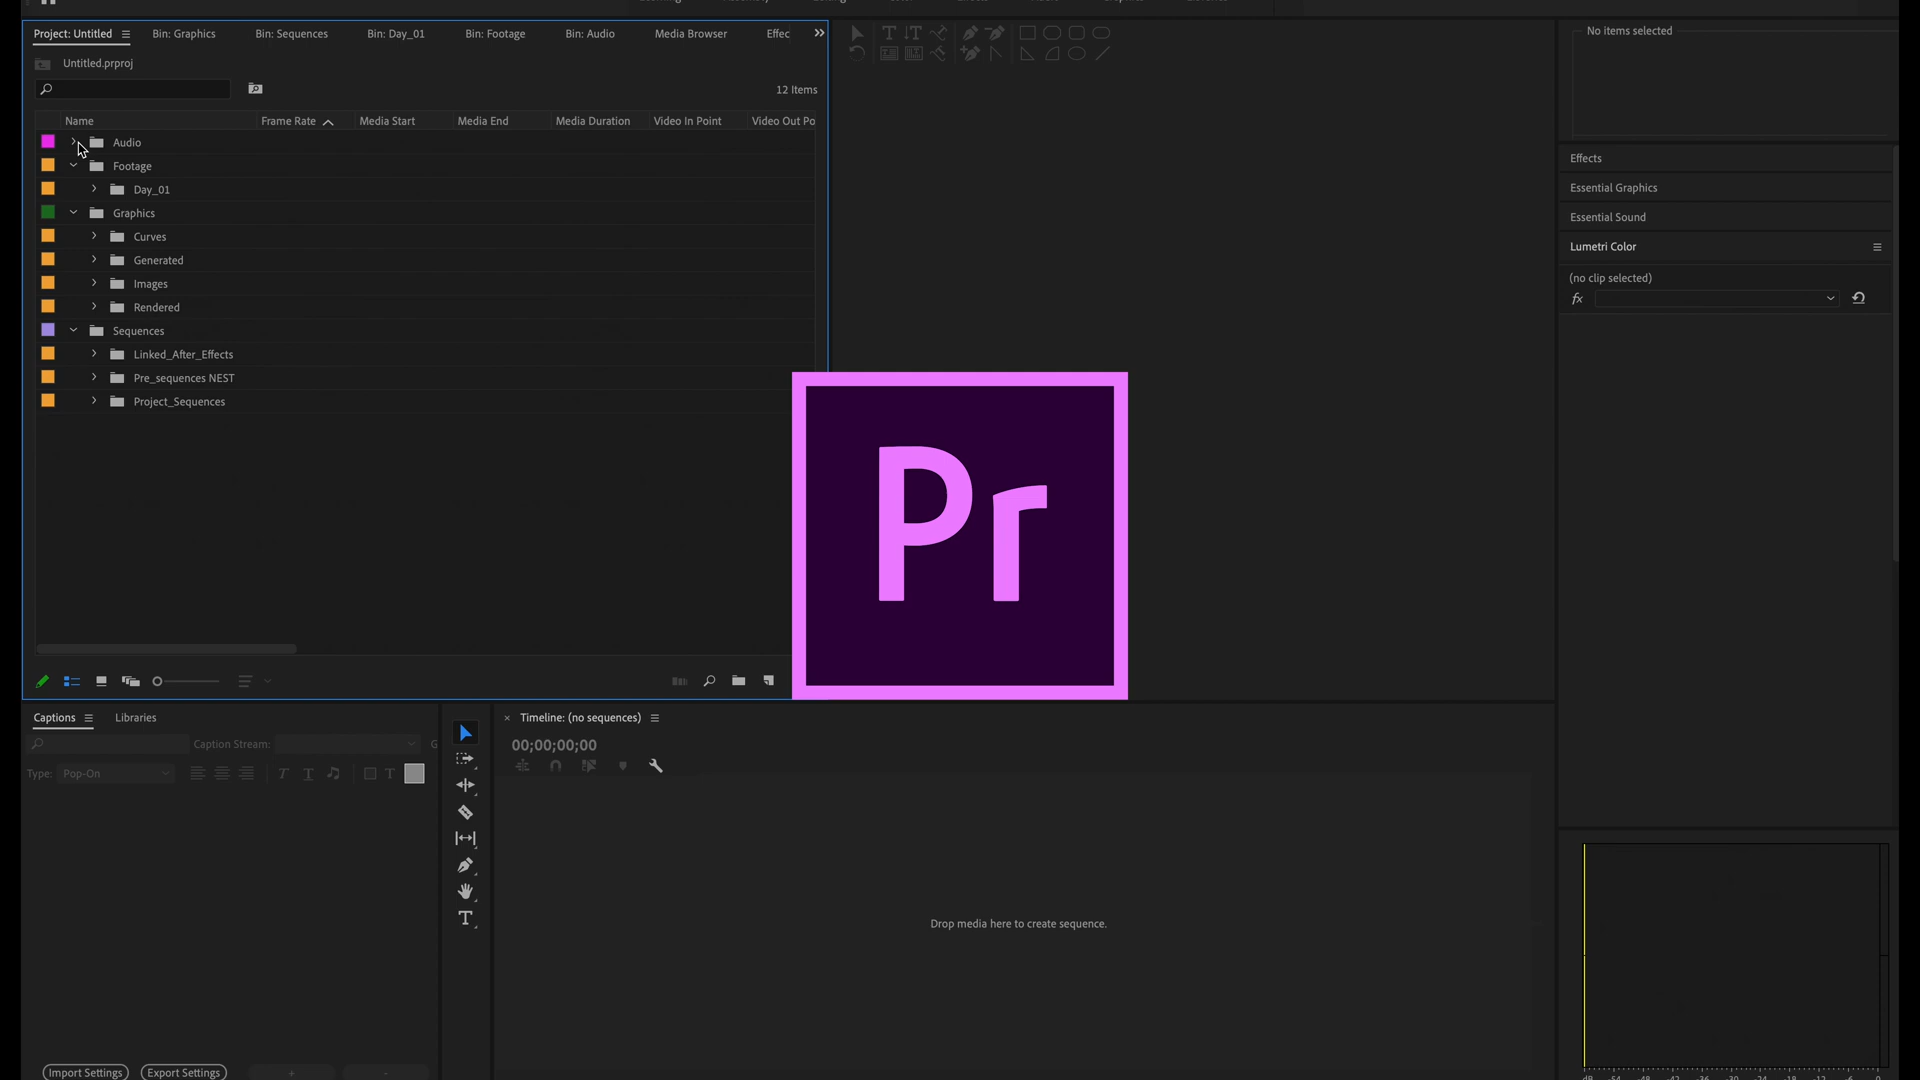 Project: Untitled
Bin: Graphics
Bin: Sequences
Bin: Day_01
Bin: Footage
Bin: Audio
Media Browser
Effec
Untitled.prproj
12 Items
Name
Frame Rate
Media Start
Media End
Media Duration
Video In Point
Video Out Po
Audio
Footage
Day_01
Graphics
Curves
Generated
Images
Rendered
Sequences
Linked_After_Effects
Pre_sequences NEST
Project_Sequences
Pr
No items selected
Effects
Essential Graphics
Essential Sound
Lumetri Color
(no clip selected)
fx
Captions
Libraries
Caption Stream:
G
Type:
Pop-On
Import Settings
Export Settings
+
-
Timeline: (no sequences)
00;00;00;00
Drop media here to create sequence.